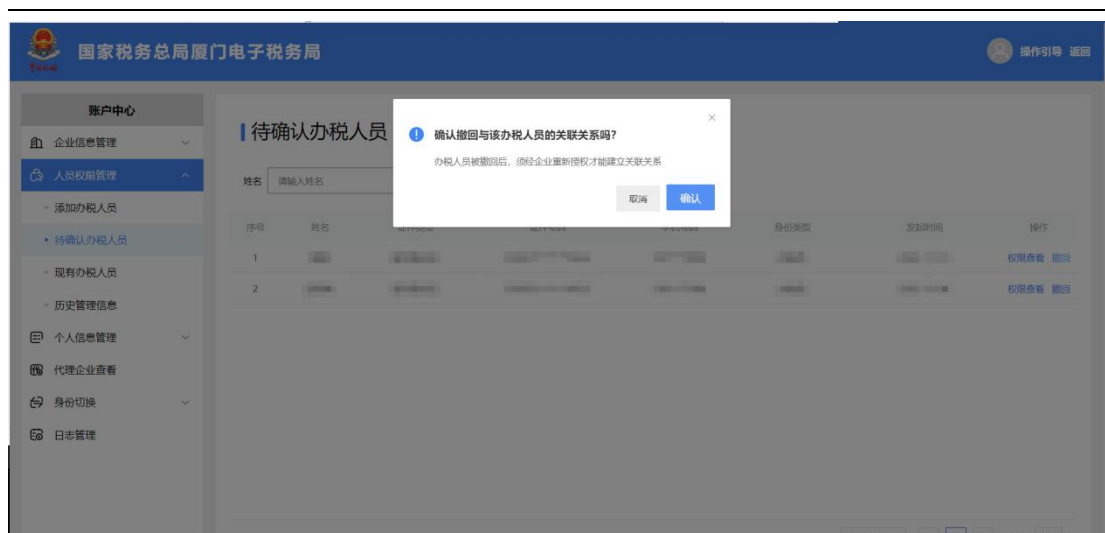 国家税务总局厦门电子税务局
操作引导 返回
账户中心
企业信息管理
人员权限管理
添加办税人员
待确认办税人员
现有办税人员
历史管理信息
个人信息管理
代理企业查看
身份切换
日志管理
待确认办税人员
姓名 请输入姓名
确认撤回与该办税人员的关联关系吗?
办税人员被撤回后,须经企业重新授权才能建立关联关系
取消 确认
序号 姓名 身份类型 发起时间 操作
1 权限查看 撤回
2 权限查看 撤回